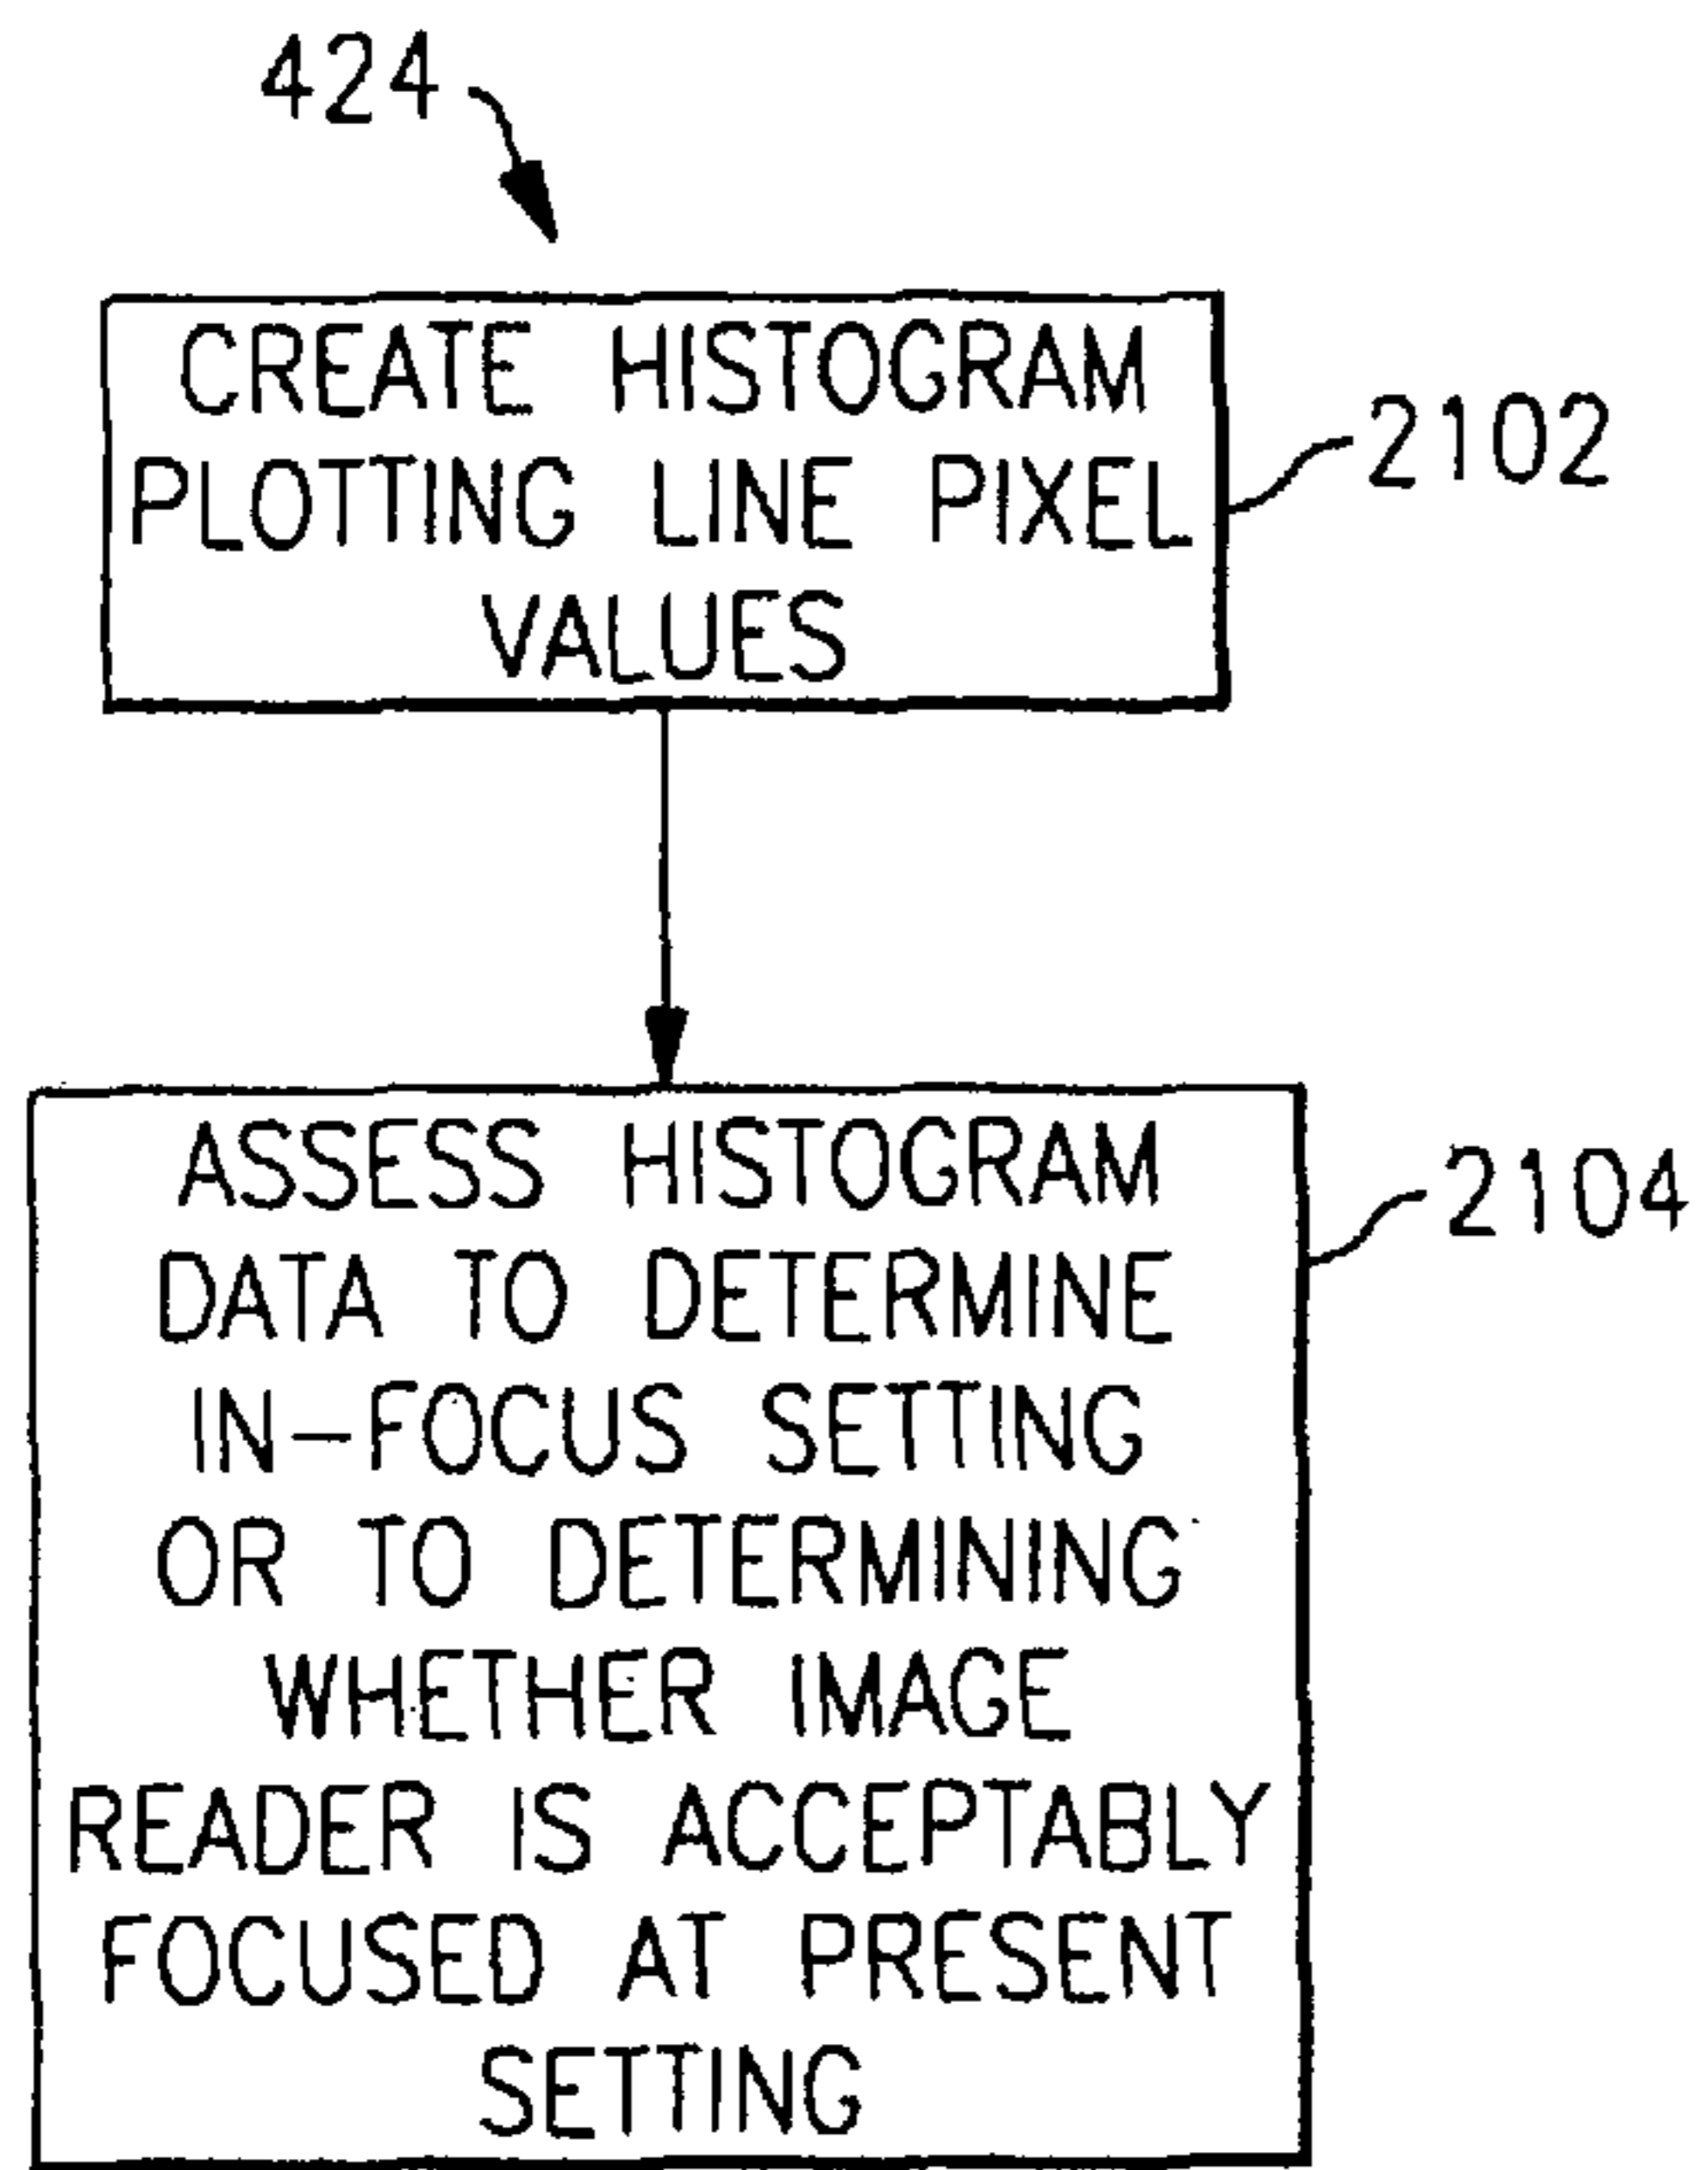 424
CREATE HISTOGRAM
PLOTTING LINE PIXEL
VALUES
2102
ASSESS HISTOGRAM
DATA TO DETERMINE
IN-FOCUS SETTING
OR TO DETERMINING
WHETHER IMAGE
READER IS ACCEPTABLY
FOCUSED AT PRESENT
SETTING
2104